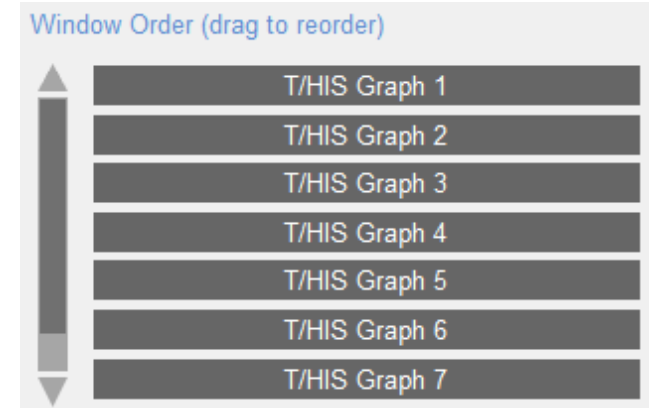 Window Order (drag to reorder)
T/HIS Graph 1
T/HIS Graph 2
T/HIS Graph 3
T/HIS Graph 4
T/HIS Graph 5
T/HIS Graph 6
T/HIS Graph 7